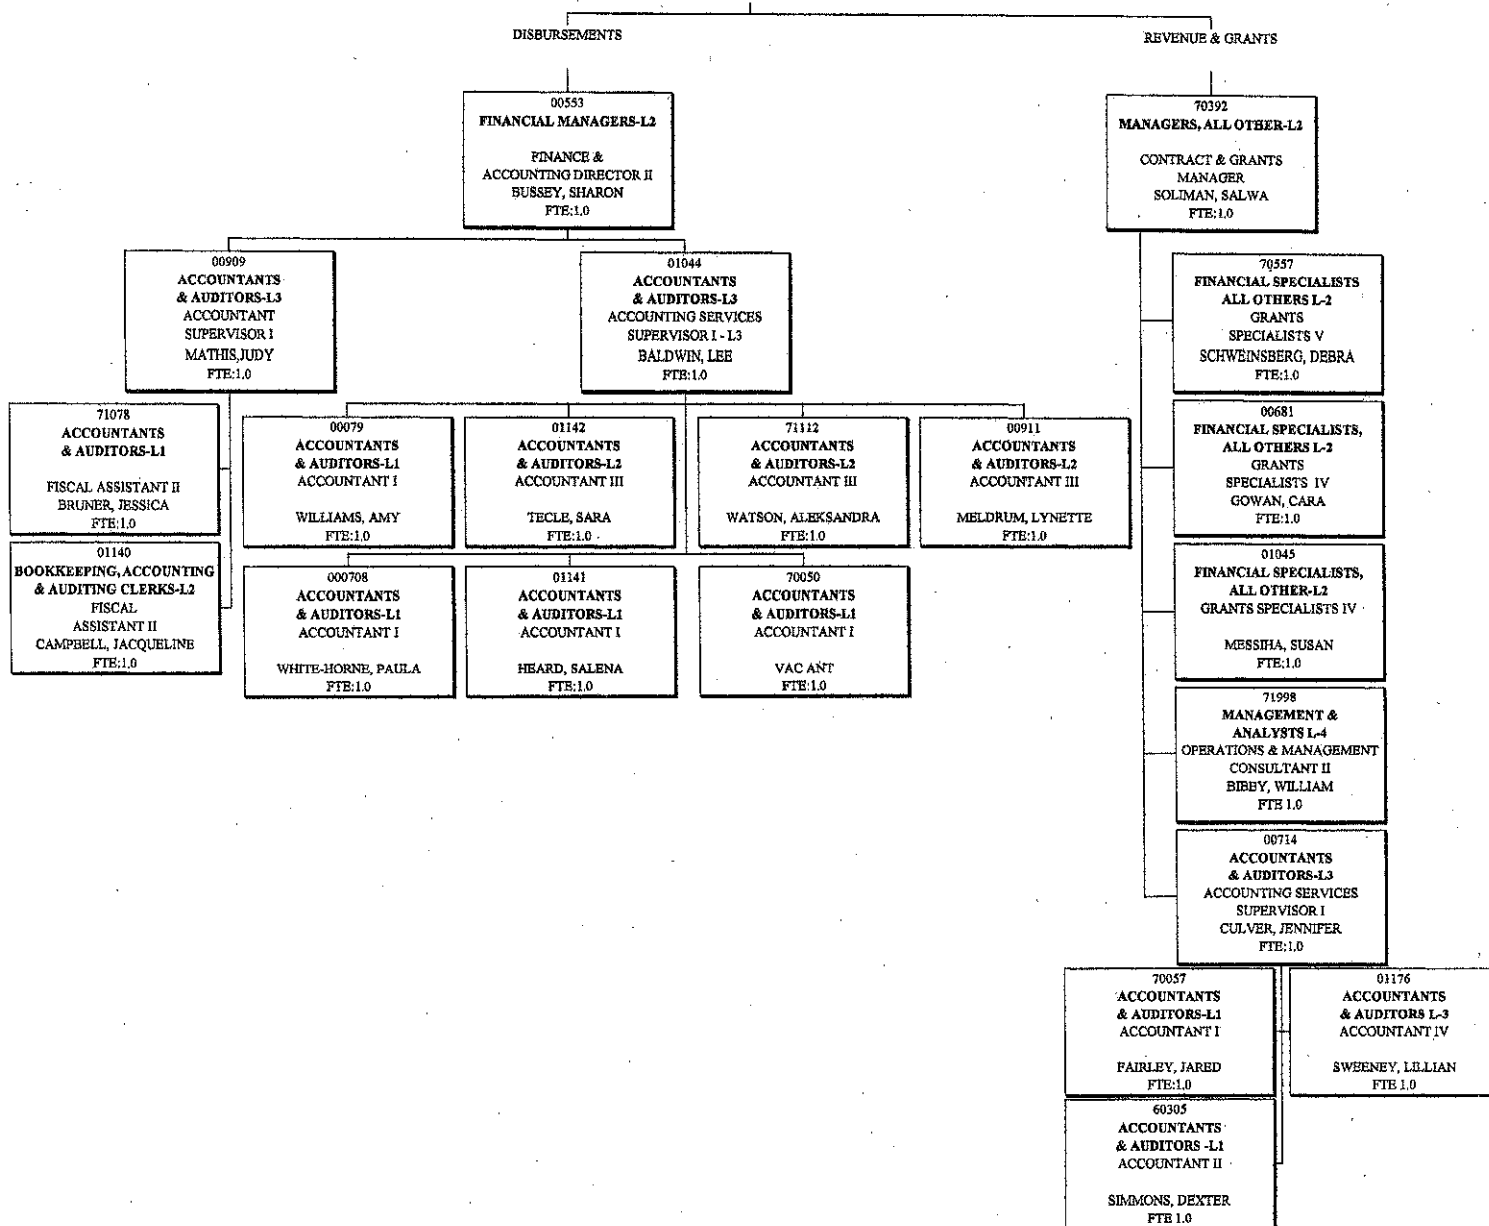 DISBURSEMENTS
REVENUE & GRANTS
00553
FINANCIAL MANAGERS-L2
FINANCE &
ACCOUNTING DIRECTOR II
BUSSEY, SHARON
FTE:1.0
70392
MANAGERS, ALL OTHER-L2
CONTRACT & GRANTS
MANAGER
SOLIMAN, SALWA
FTE:1.0
00909
ACCOUNTANTS
& AUDITORS-L3
ACCOUNTANT
SUPERVISOR I
MATHIS,JUDY
FTE:1.0
01044
ACCOUNTANTS
& AUDITORS-L3
ACCOUNTING SERVICES
SUPERVISOR I - L3
BALDWIN, LEE
FTE:1.0
70557
FINANCIAL SPECIALISTS
ALL OTHERS L-2
GRANTS
SPECIALISTS V
SCHWEINSBERG, DEBRA
FTE:1.0
71078
ACCOUNTANTS
& AUDITORS-L1
FISCAL ASSISTANT II
BRUNER, JESSICA
FTE:1.0
00079
ACCOUNTANTS
& AUDITORS-L1
ACCOUNTANT I
WILLIAMS, AMY
FTE:1.0
01142
ACCOUNTANTS
& AUDITORS-L2
ACCOUNTANT III
TECLE, SARA
FTE:1.0
71112
ACCOUNTANTS
& AUDITORS-L2
ACCOUNTANT III
WATSON, ALEKSANDRA
FTE:1.0
00911
ACCOUNTANTS
& AUDITORS-L2
ACCOUNTANT III
MELDRUM, LYNETTE
FTE:1.0
00681
FINANCIAL SPECIALISTS,
ALL OTHERS L-2
GRANTS
SPECIALISTS IV
GOWAN, CARA
FTE:1.0
01140
BOOKKEEPING, ACCOUNTING
& AUDITING CLERKS-L2
FISCAL
ASSISTANT II
CAMPBELL, JACQUELINE
FTE:1.0
000708
ACCOUNTANTS
& AUDITORS-L1
ACCOUNTANT I
WHITE-HORNE, PAULA
FTE:1.0
01141
ACCOUNTANTS
& AUDITORS-L1
ACCOUNTANT I
HEARD, SALENA
FTE:1.0
70050
ACCOUNTANTS
& AUDITORS-L1
ACCOUNTANT I
VAC ANT
FTE:1.0
01045
FINANCIAL SPECIALISTS,
ALL OTHER-L2
GRANTS SPECIALISTS IV
MESSIHA, SUSAN
FTE:1.0
71998
MANAGEMENT &
ANALYSTS L-4
OPERATIONS & MANAGEMENT
CONSULTANT II
BIBBY, WILLIAM
FTE 1.0
00714
ACCOUNTANTS
& AUDITORS-L3
ACCOUNTING SERVICES
SUPERVISOR I
CULVER, JENNIFER
FTE:1.0
70057
ACCOUNTANTS
& AUDITORS-L1
ACCOUNTANT I
FAIRLEY, JARED
FTE:1.0
01176
ACCOUNTANTS
& AUDITORS L-3
ACCOUNTANT IV
SWEENEY, LILLIAN
FTE 1.0
60305
ACCOUNTANTS
& AUDITORS -L1
ACCOUNTANT II
SIMMONS, DEXTER
FTE 1.0